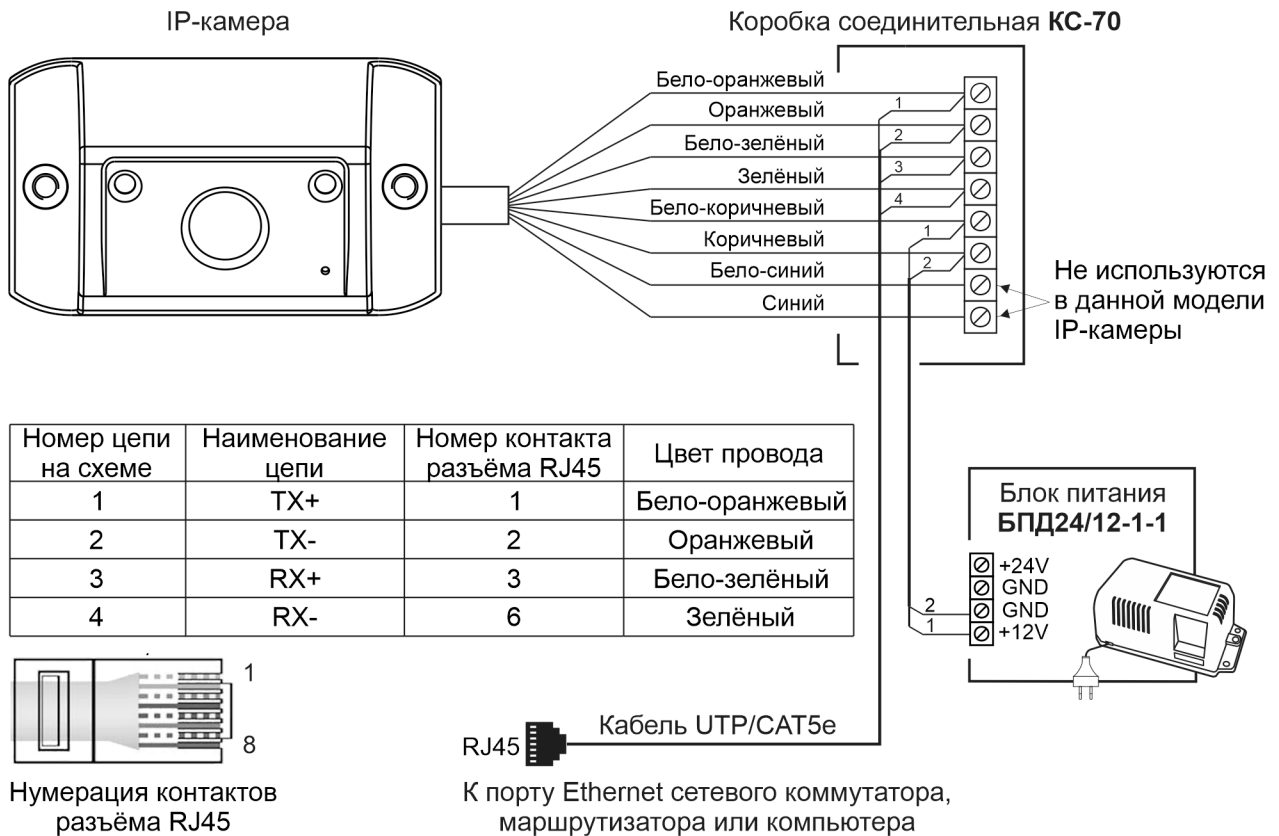 IP-камера
Коробка соединительная КС-70
Бело-оранжевый
1
Оранжевый
2
Бело-зелёный
3
Зелёный
4
Бело-коричневый
1
Коричневый
2
Бело-синий
Синий
Не используются
в данной модели
IP-камеры
Номер цепи на схеме | Наименование цепи | Номер контакта разъёма RJ45 | Цвет провода
1 | TX+ | 1 | Бело-оранжевый
2 | TX- | 2 | Оранжевый
3 | RX+ | 3 | Бело-зелёный
4 | RX- | 6 | Зелёный
Блок питания
БПД24/12-1-1
+24V
GND
2 GND
1 +12V
1
8
Нумерация контактов
разъёма RJ45
RJ45
Кабель UTP/CAT5e
К порту Ethernet сетевого коммутатора,
маршрутизатора или компьютера